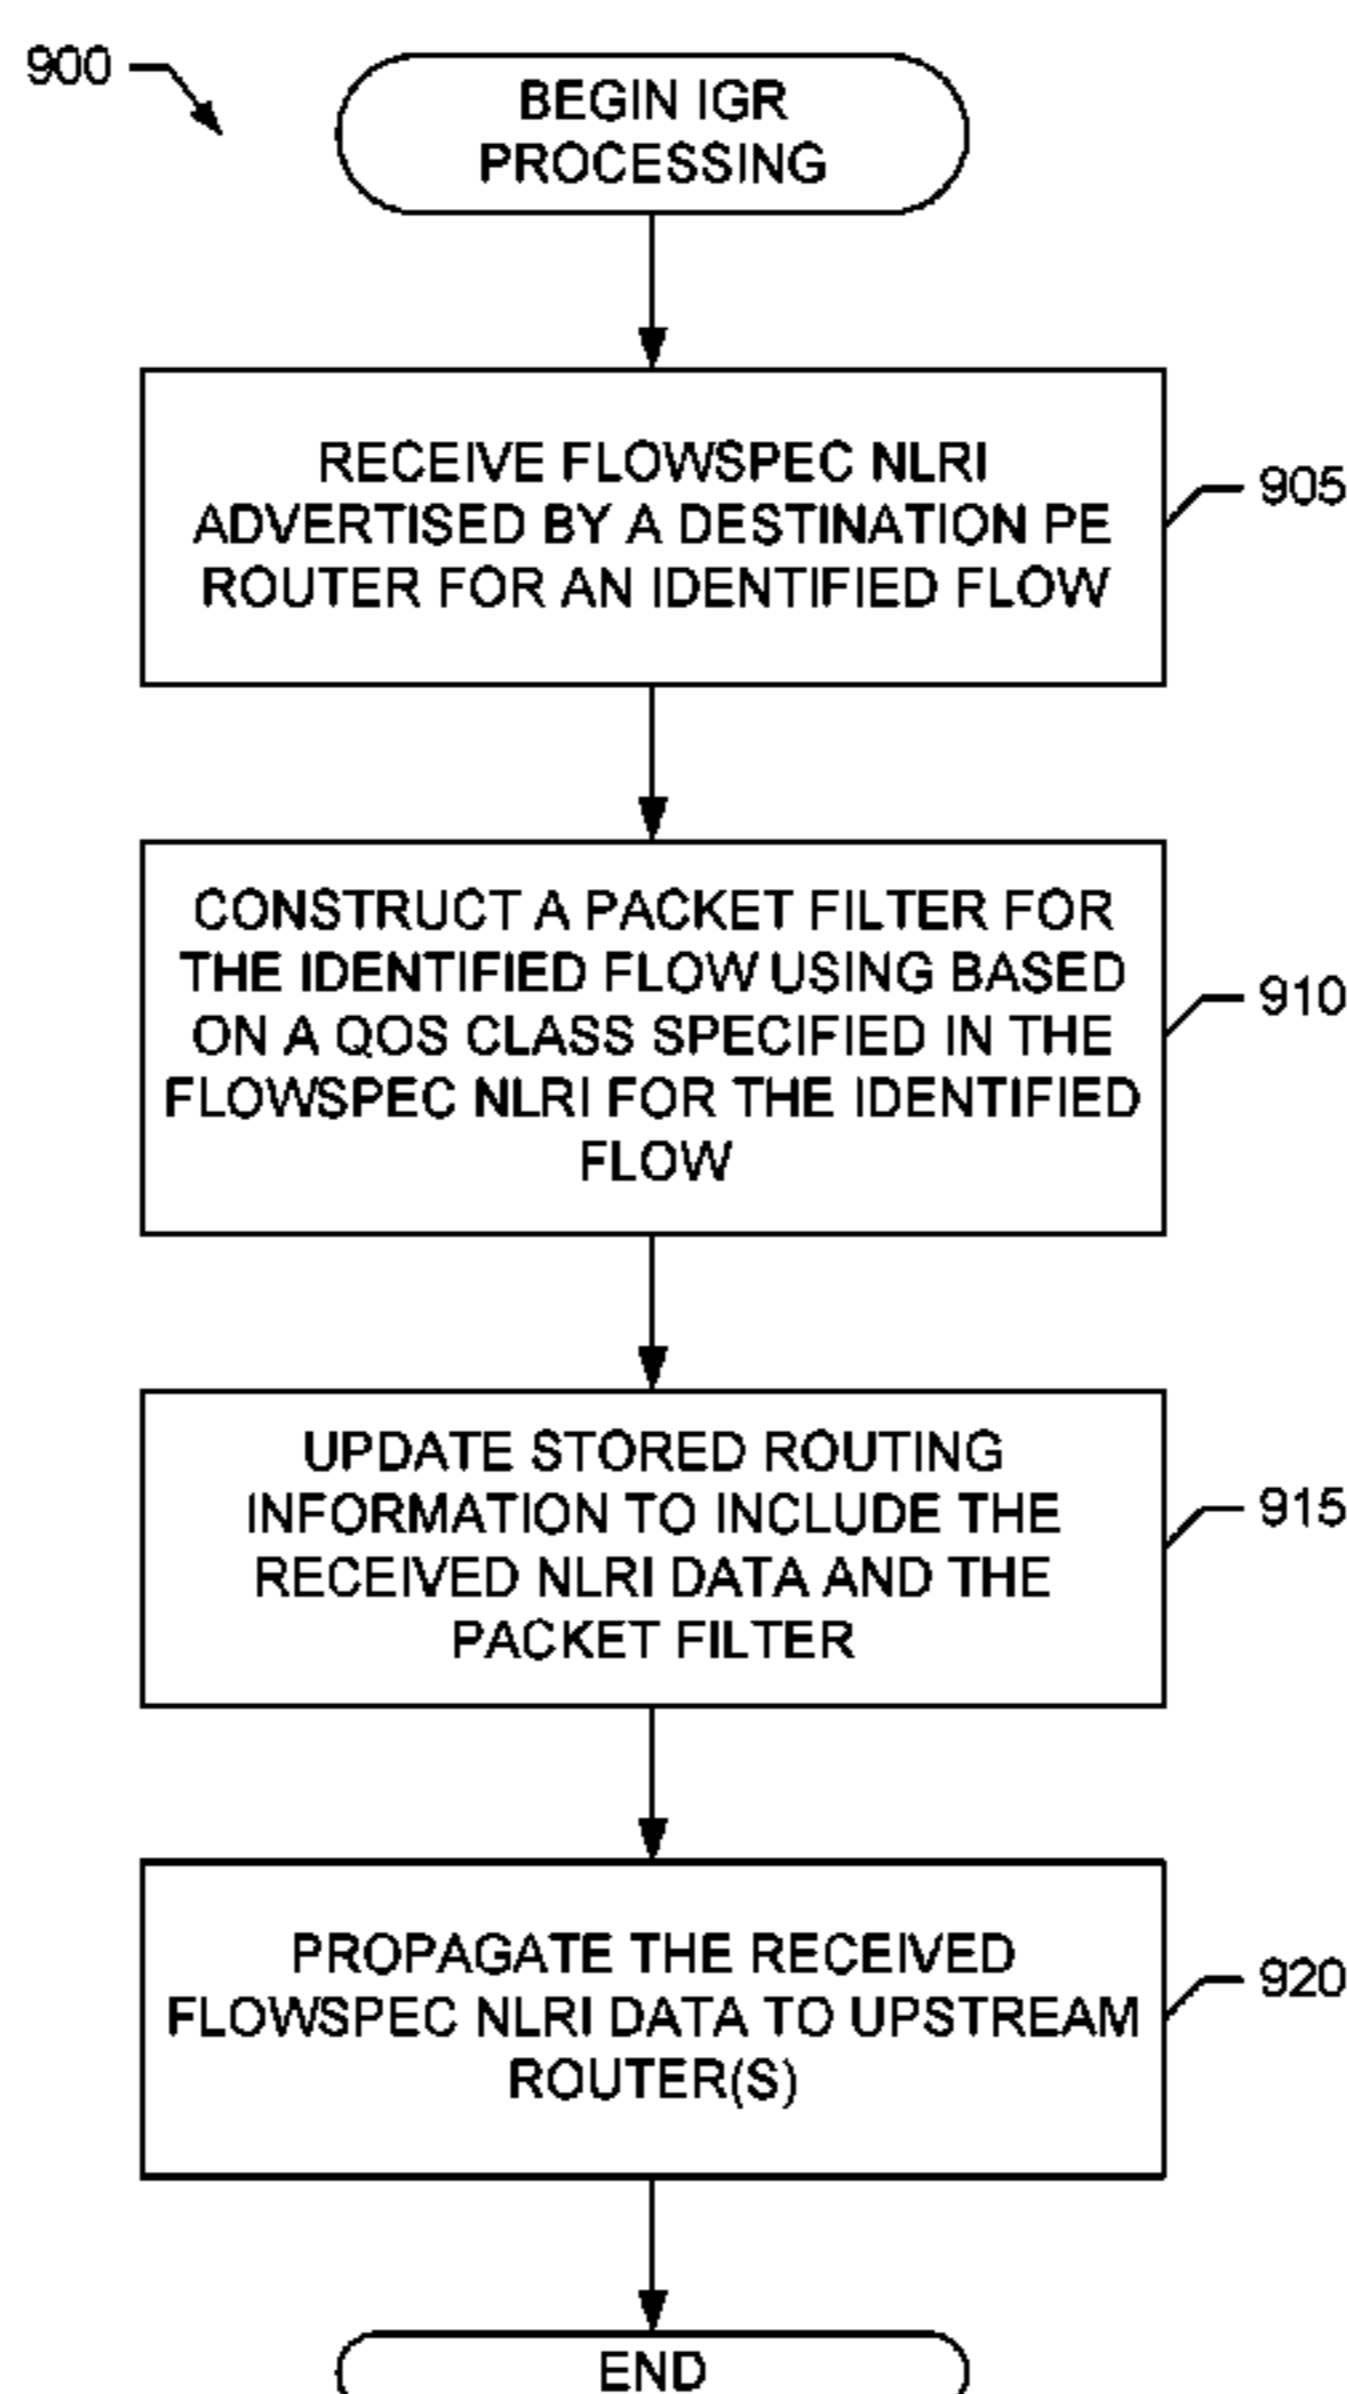 900
BEGIN IGR
PROCESSING
RECEIVE FLOWSPEC NLRI
ADVERTISED BY A DESTINATION PE
ROUTER FOR AN IDENTIFIED FLOW
905
CONSTRUCT A PACKET FILTER FOR
THE IDENTIFIED FLOW USING BASED
ON A QOS CLASS SPECIFIED IN THE
FLOWSPEC NLRI FOR THE IDENTIFIED
FLOW
910
UPDATE STORED ROUTING
INFORMATION TO INCLUDE THE
RECEIVED NLRI DATA AND THE
PACKET FILTER
915
PROPAGATE THE RECEIVED
FLOWSPEC NLRI DATA TO UPSTREAM
ROUTER(S)
920
END